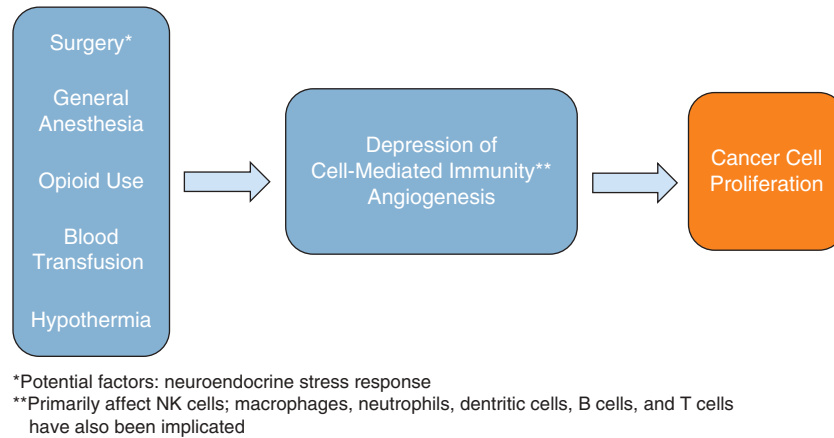 Surgery*
General
Anesthesia
Opioid Use
Blood
Transfusion
Hypothermia
Depression of
Cell-Mediated Immunity**
Angiogenesis
Cancer Cell
Proliferation
*Potential factors: neuroendocrine stress response
**Primarily affect NK cells; macrophages, neutrophils, dentritic cells, B cells, and T cells
have also been implicated